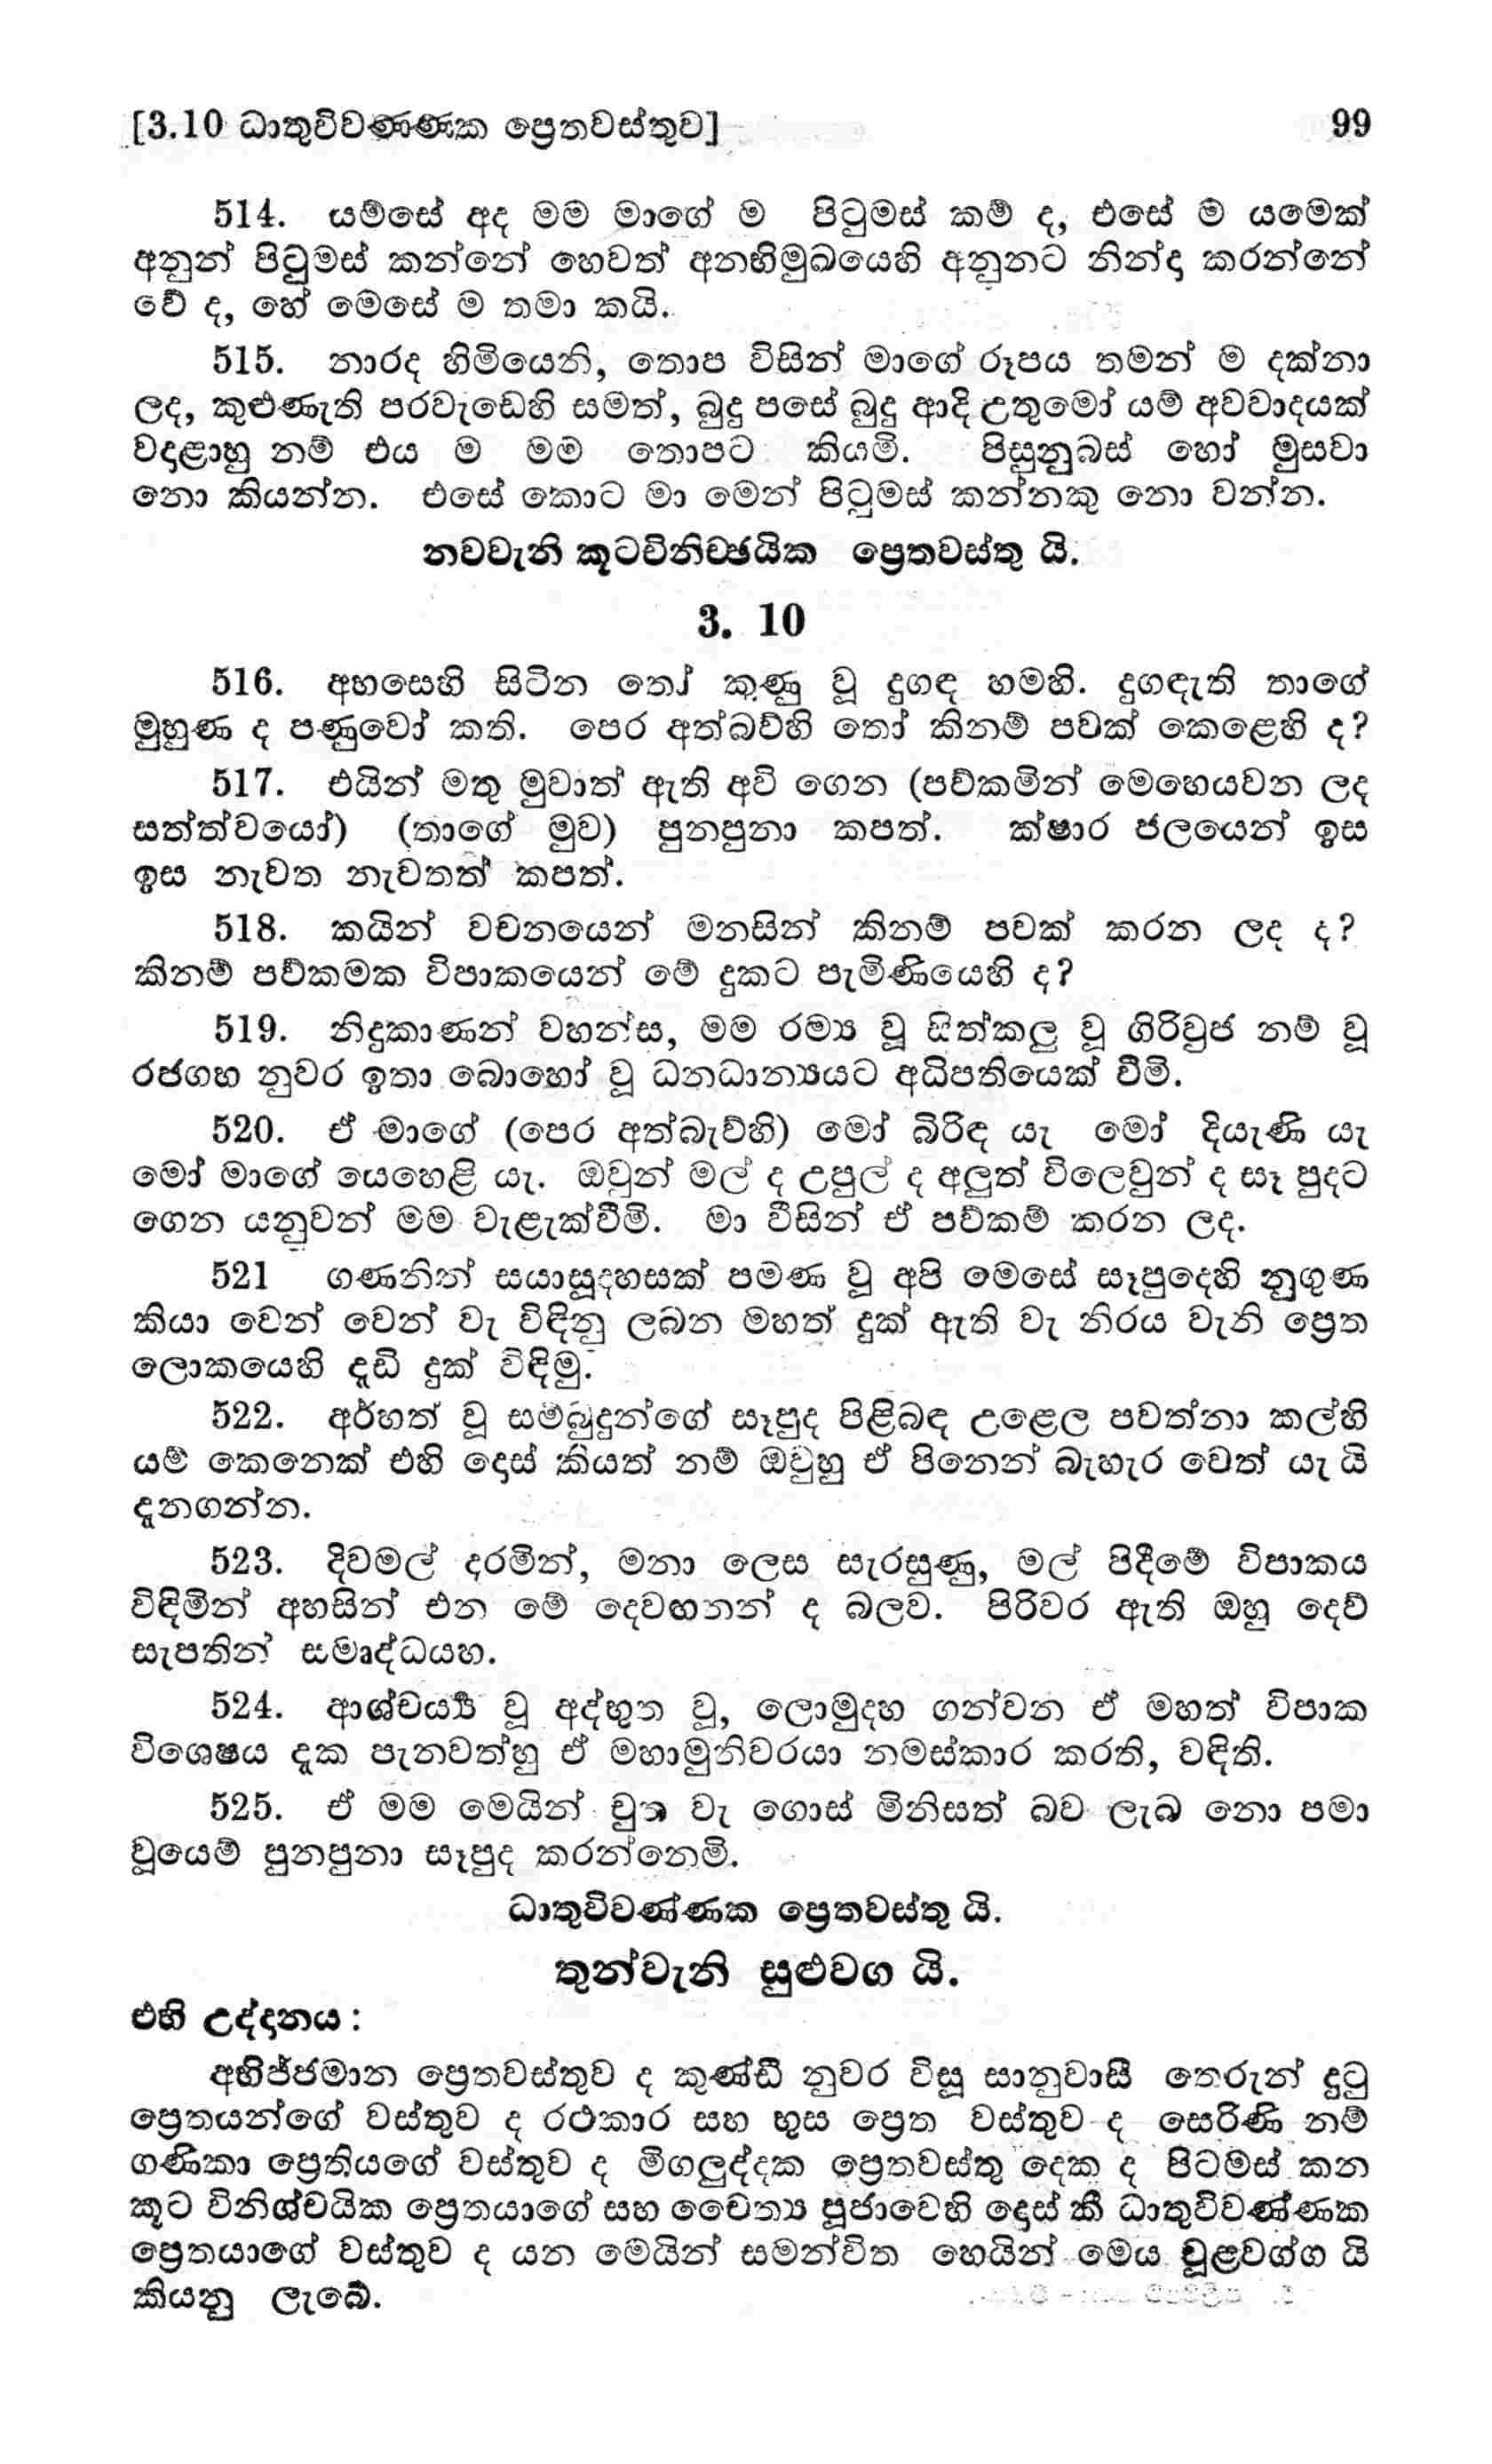 [3.10 ධාතුවිවණ්ණක ප්‍රෙතවස්තුව] 99
514. යම්සේ අද මම මාගේ ම පිටුමස් කම් ද, එසේ ම යමෙක්
අනුන් පිටුමස් කන්නේ හෙවත් අනභිමුඛයෙහි අනුනට නින්දා කරන්නේ
වේ ද, හේ මෙසේ ම තමා කයි.
515. නාරද හිමියෙනි, තොප විසින් මාගේ රූපය තමන් ම දක්නා
ලද, කුළුණැති පරවැඩෙහි සමත්, බුදු පසේ බුදු ආදි උතුමෝ යම් අවවාදයක්
වදාළාහු නම් එය ම මම තොපට කියමි. පිසුනුබස් හෝ මුසවා
නො කියන්න. එසේ කොට මා මෙන් පිටුමස් කන්නකු නො වන්න.
නවවැනි කූටවිනිච්ඡයික ප්‍රෙතවස්තු යි.
3. 10
516. අහසෙහි සිටින තෝ කුණු වූ දුගඳ හමහි. දුගඳැති තාගේ
මුහුණ ද පණුවෝ කති. පෙර අත්බව්හි තෝ කිනම් පවක් කෙළෙහි ද?
517. එයින් මතු මුවාත් ඇති අවි ගෙන (පව්කමින් මෙහෙයවන ලද
සත්ත්වයෝ) (තාගේ මුව) පුනපුනා කපත්. ක්ෂාර ජලයෙන් ඉස
ඉස නැවත නැවතත් කපත්.
518. කයින් වචනයෙන් මනසින් කිනම් පවක් කරන ලද ද?
කිනම් පව්කමක විපාකයෙන් මේ දුකට පැමිණියෙහි ද?
519. නිදුකාණන් වහන්ස, මම රම්‍ය වූ සිත්කලු වූ ගිරිවුජ නම් වූ
රජගහ නුවර ඉතා බොහෝ වූ ධනධාන්‍යයට අධිපතියෙක් වීමි.
520. ඒ මාගේ (පෙර අත්බැව්හි) මෝ බිරිඳ යැ මෝ දියැණි යැ
මෝ මාගේ යෙහෙළි යැ. ඔවුන් මල් ද උපුල් ද අලුත් විලෙවුන් ද සෑ පුදට
ගෙන යනුවන් මම වැළැක්වීමි. මා විසින් ඒ පව්කම් කරන ලද.
521 ගණනින් සයාසූදහසක් පමණ වූ අපි මෙසේ සෑපුදෙහි නුගුණ
කියා වෙන් වෙන් වැ විඳිනු ලබන මහත් දුක් ඇති වැ නිරය වැනි ප්‍රෙත
ලොකයෙහි දැඩි දුක් විඳිමු.
522. අර්හත් වූ සම්බුදුන්ගේ සෑපුද පිළිබඳ උළෙල පවත්නා කල්හි
යම් කෙනෙක් එහි දොස් කියත් නම් ඔවුහු ඒ පිනෙන් බැහැර වෙත් යැ යි
දැනගන්න.
523. දිවමල් දරමින්, මනා ලෙස සැරසුණු, මල් පිදීමේ විපාකය
විඳිමින් අහසින් එන මේ දෙවඟනන් ද බලව. පිරිවර ඇති ඔහු දෙව්
සැපතින් සමෘද්ධයහ.
524. ආශ්චර්‍ය්‍ය වූ අද්භුත වූ, ලොමුදහ ගන්වන ඒ මහත් විපාක
විශෙෂය දැක පැනවත්හු ඒ මහාමුනිවරයා නමස්කාර කරති, වඳිති.
525. ඒ මම මෙයින් චුත වැ ගොස් මිනිසත් බව ලැබ නො පමා
වූයෙම් පුනපුනා සෑපුද කරන්නෙමි.
ධාතුවිවණ්ණක ප්‍රෙතවස්තු යි.
තුන්වැනි සුළුවග යි.
එහි උද්දානය :
අභිජ්ජමාන ප්‍රෙතවස්තුව ද කුණ්ඩී නුවර විසූ සානුවාසී තෙරුන් දුටු
ප්‍රෙතයන්ගේ වස්තුව ද රථකාර සහ භුස ප්‍රෙත වස්තුව ද සෙරිණි නම්
ගණිකා ප්‍රෙතියගේ වස්තුව ද මිගලුද්දක ප්‍රෙතවස්තු දෙක ද පිටමස් කන
කූට විනිශ්චයික ප්‍රෙතයාගේ සහ චෛත්‍ය පූජාවෙහි දොස් කී ධාතුවිවණ්ණක
ප්‍රෙතයාගේ වස්තුව ද යන මෙයින් සමන්විත හෙයින් මෙය චූළවග්ග යි
කියනු ලැබේ.